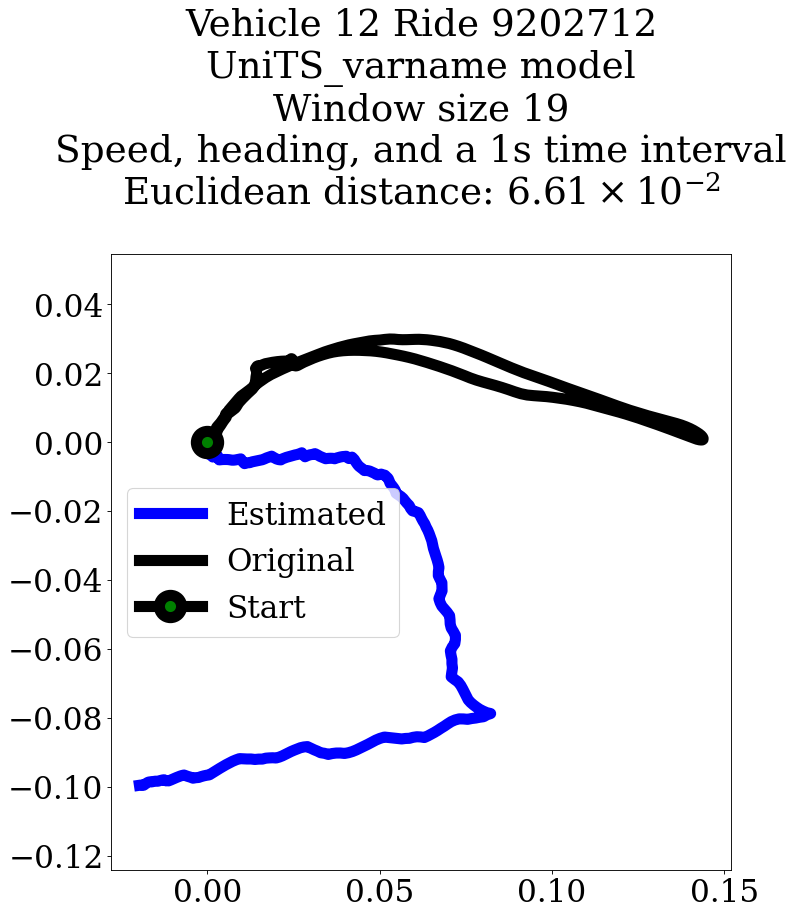 Vehicle 12 Ride 9202712
UniTS_varname model
Window size 19
Speed, heading, and a 1s time interval
Euclidean distance: 6.61 × 10⁻²
0.04
0.02
0.00
−0.02
−0.04
−0.06
−0.08
−0.10
−0.12
Estimated
Original
Start
0.00 0.05 0.10 0.15